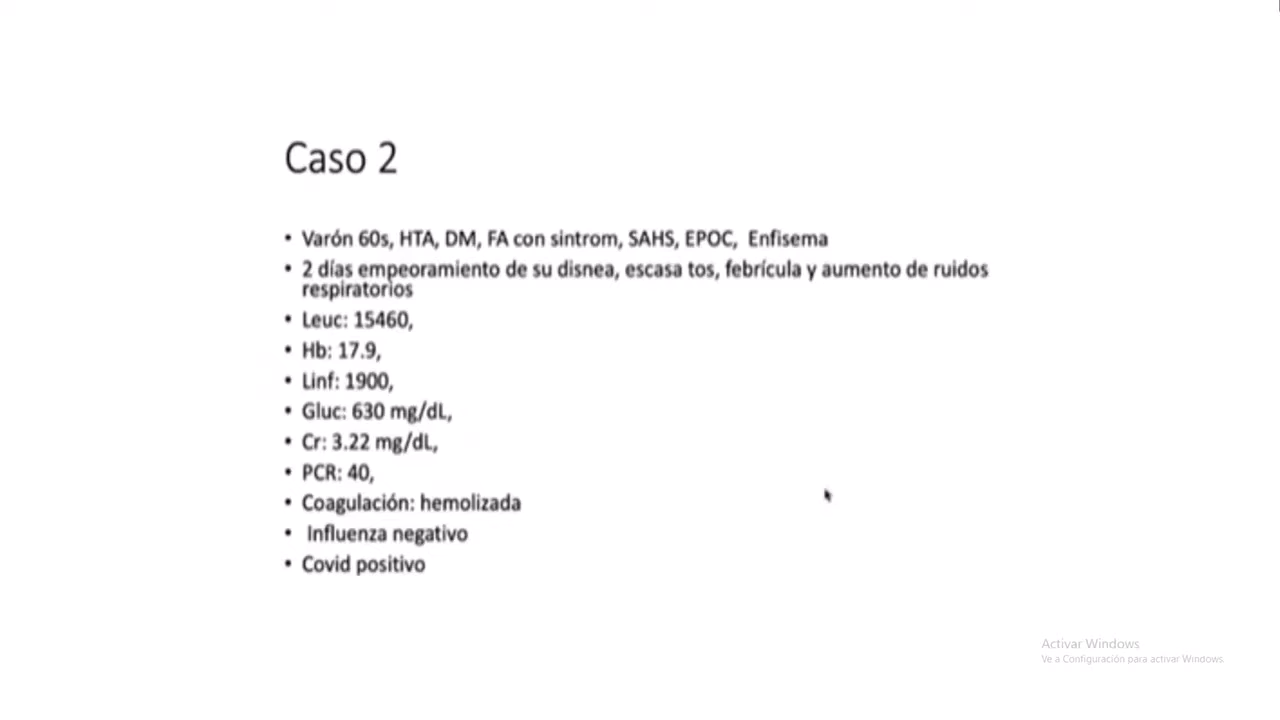 Caso 2
• Varón 60s, HTA, DM, FA con sintrom, SAHS, EPOC, Enfisema
• 2 días empeoramiento de su disnea, escasa tos, febrícula y aumento de ruidos
respiratorios
• Leuc: 15460,
• Hb: 17.9,
• Linf: 1900,
• Gluc: 630 mg/dL,
• Cr: 3.22 mg/dL,
• PCR: 40,
• Coagulación: hemolizada
• Influenza negativo
• Covid positivo
Activar Windows
Ve a Configuración para activar Windows.